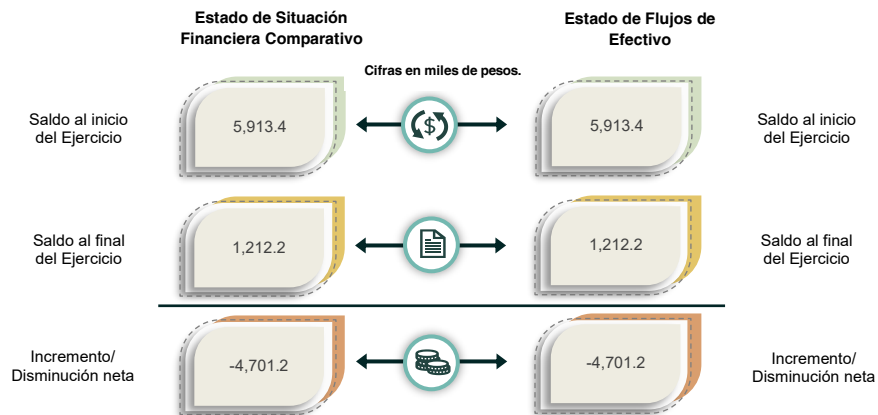 Estado de Situación
Financiera Comparativo
Estado de Flujos de
Efectivo
Cifras en miles de pesos.
Saldo al inicio
del Ejercicio
5,913.4
$
5,913.4
Saldo al inicio
del Ejercicio
Saldo al final
del Ejercicio
1,212.2
1,212.2
Saldo al final
del Ejercicio
Incremento/
Disminución neta
-4,701.2
-4,701.2
Incremento/
Disminución neta